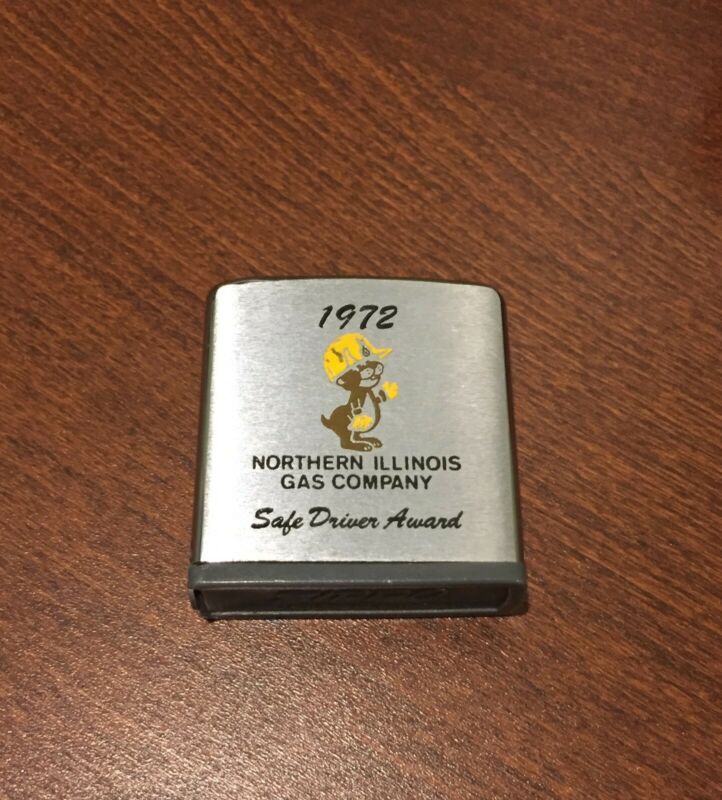 1972
NORTHERN ILLINOIS
GAS COMPANY
Safe Driver Award